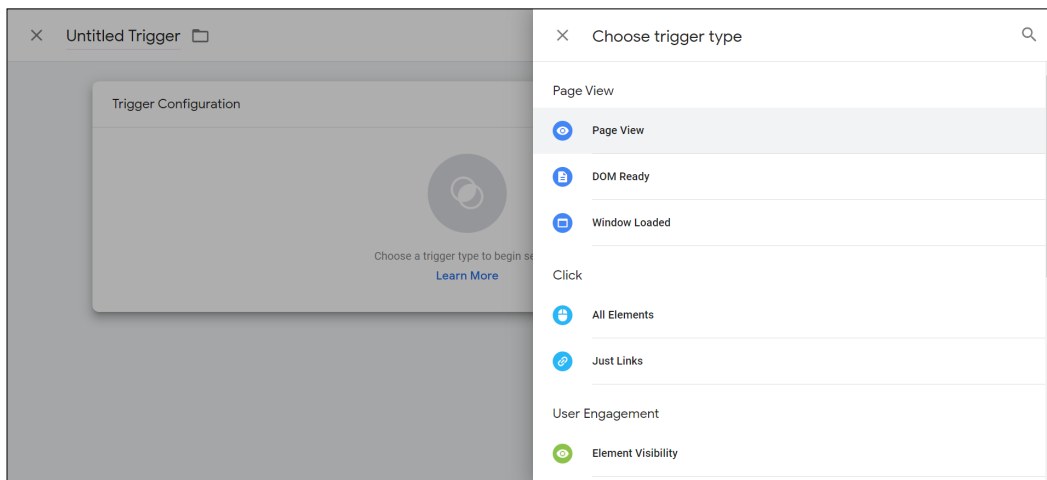 Untitled Trigger
Choose trigger type
Trigger Configuration
Choose a trigger type to begin
Learn More
Page View
Page View
DOM Ready
Window Loaded
Click
All Elements
Just Links
User Engagement
Element Visibility